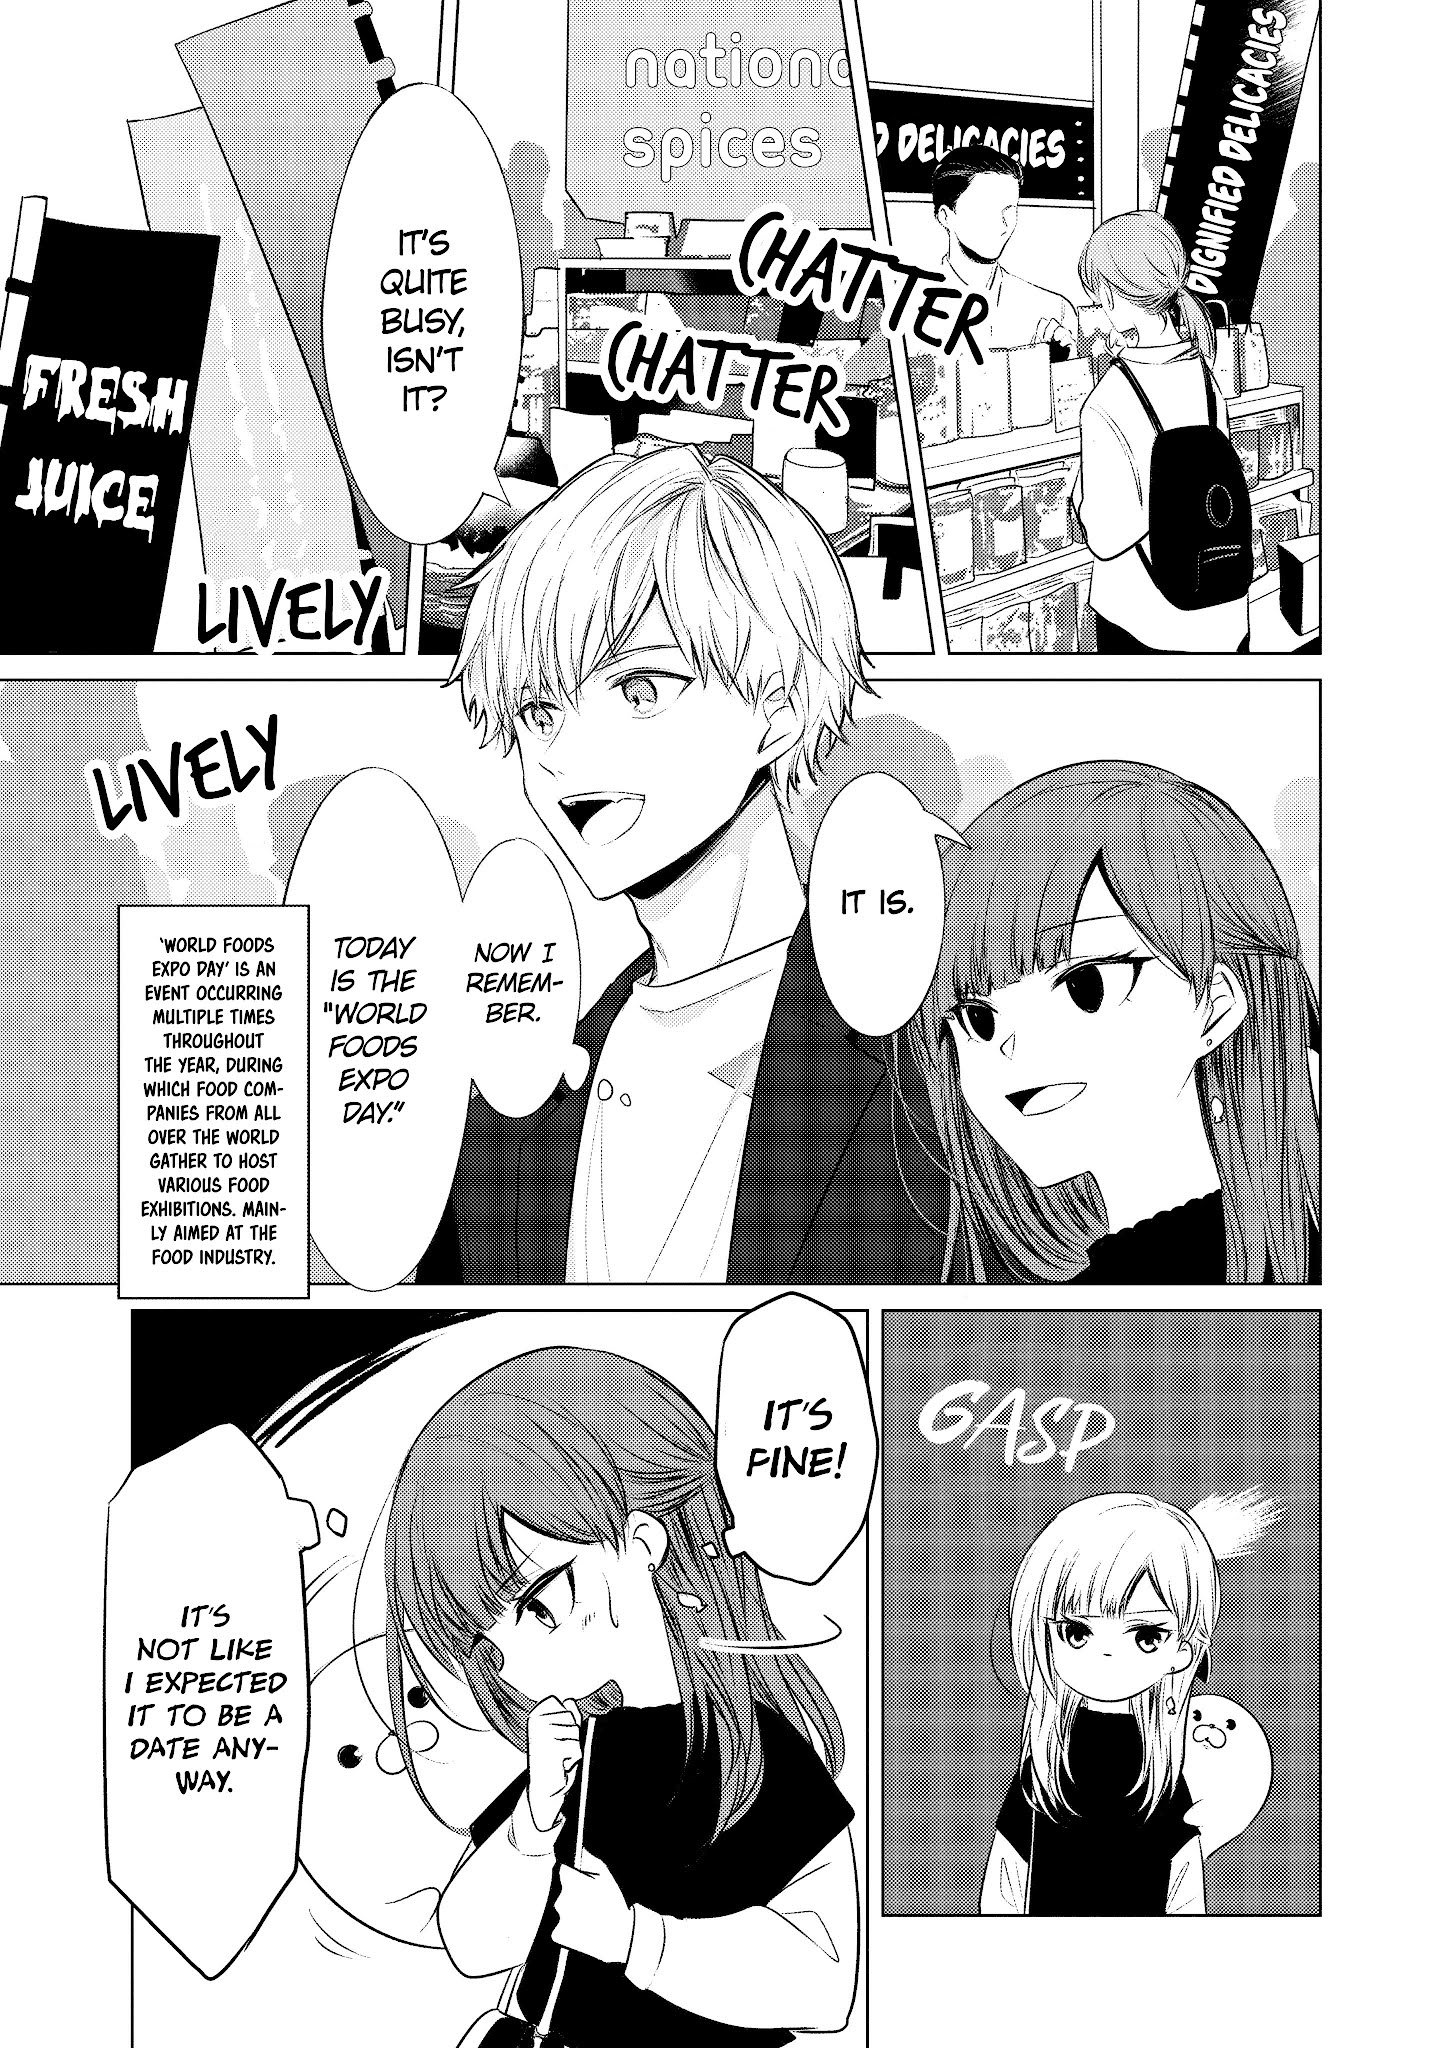 DIGNIFIED DELICACIES
D DELICACIES
nationa
spices
CHATTER
CHATTER
IT'S
QUITE
BUSY,
ISN'T
IT?
FRESH
JUICE
LIVELY
LIVELY
IT IS.
NOW I
REMEM-
BER.
TODAY
IS THE
"WORLD
FOODS
EXPO
DAY."
'WORLD FOODS
EXPO DAY' IS AN
EVENT OCCURRING
MULTIPLE TIMES
THROUGHOUT
THE YEAR, DURING
WHICH FOOD COM-
PANIES FROM ALL
OVER THE WORLD
GATHER TO HOST
VARIOUS FOOD
EXHIBITIONS. MAIN-
LY AIMED AT THE
FOOD INDUSTRY.
GASP
IT'S
FINE!
IT'S
NOT LIKE
I EXPECTED
IT TO BE A
DATE ANY-
WAY.